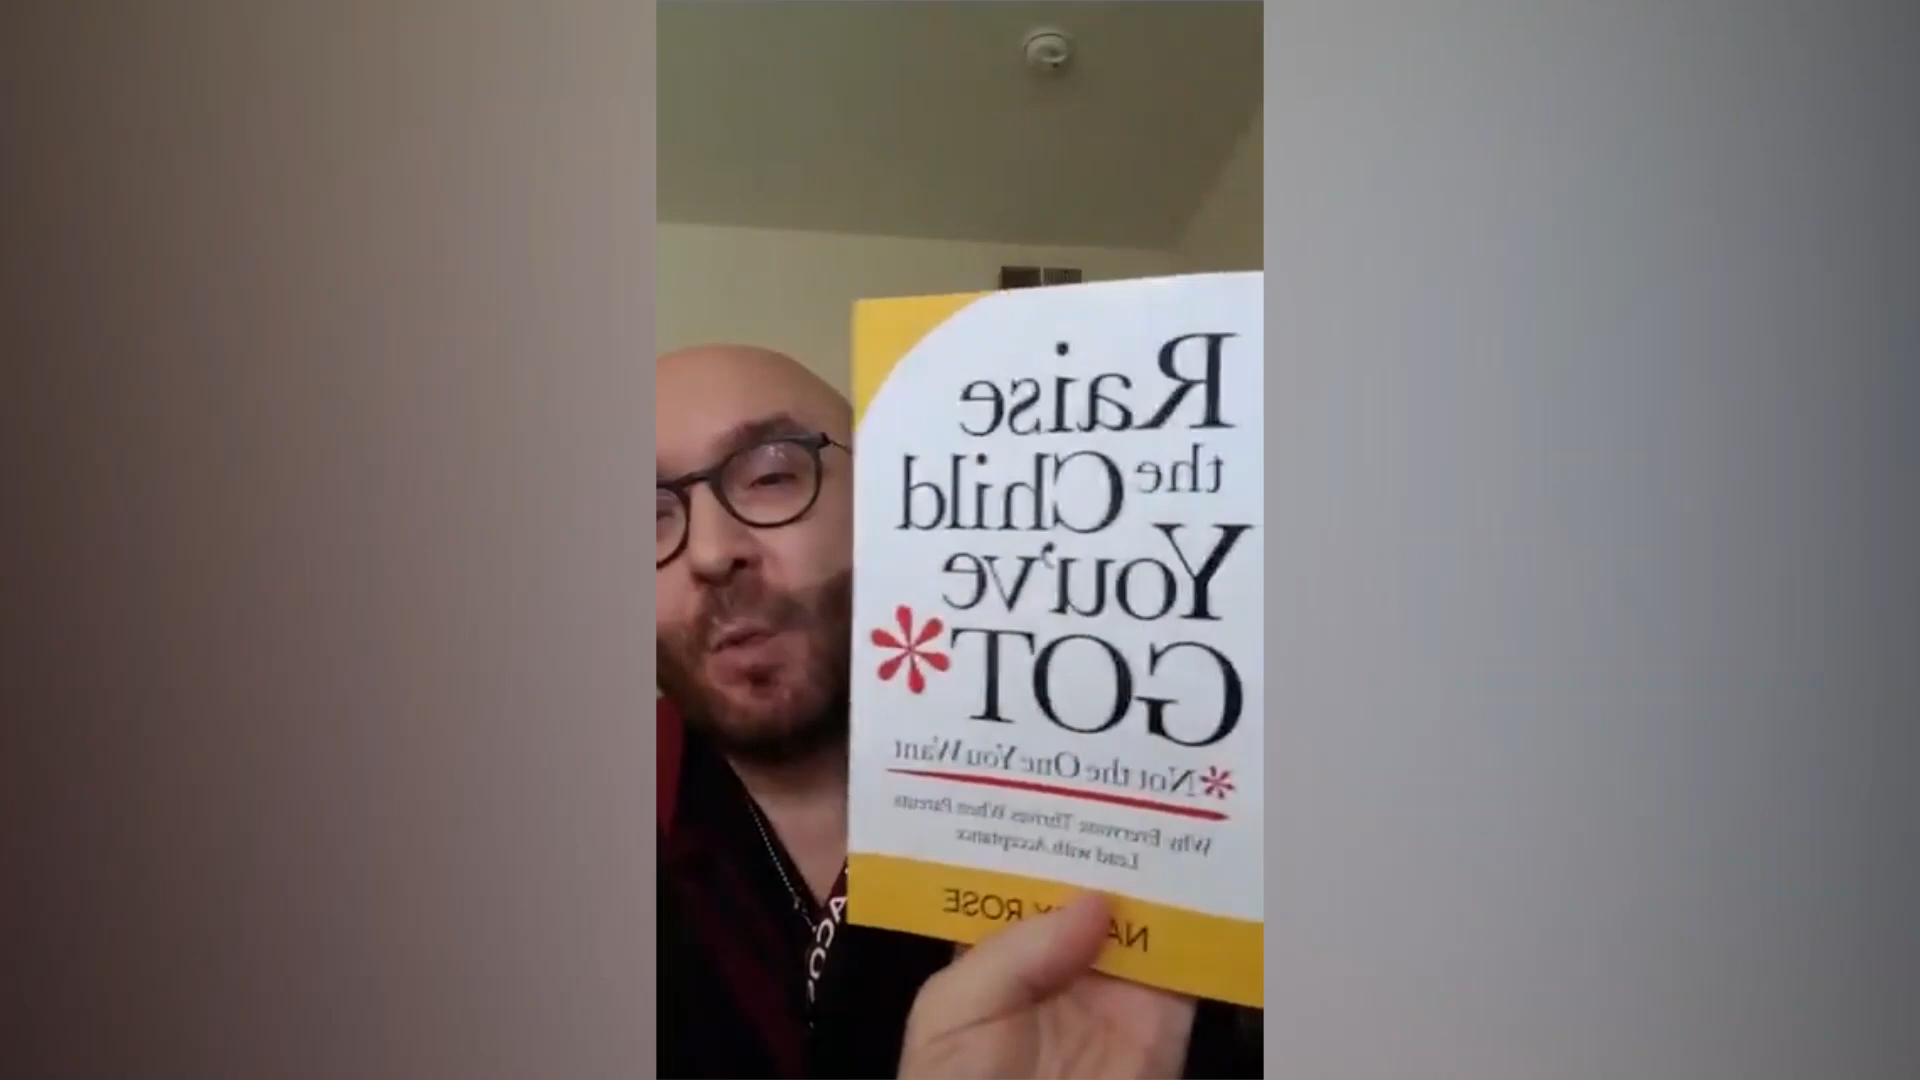 Raise
the Child
You've
GOT*
*Not the One You Want
Why Everyone Thrives When Parents
Lead with Acceptance
ROSE